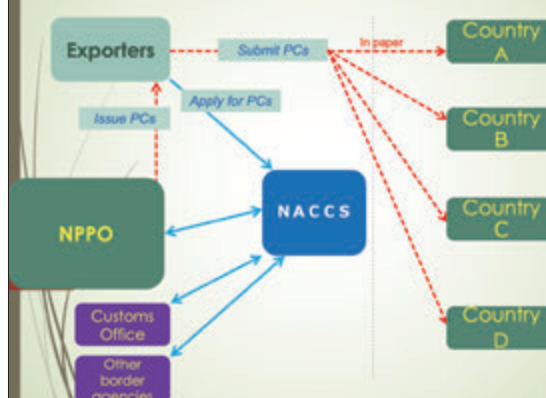 Exporters
Submit PCs
In paper
Country
A
Apply for PCs
Issue PCs
Country
B
NACCS
NPPO
Country
C
Customs
Office
Country
D
Other
border
agencies